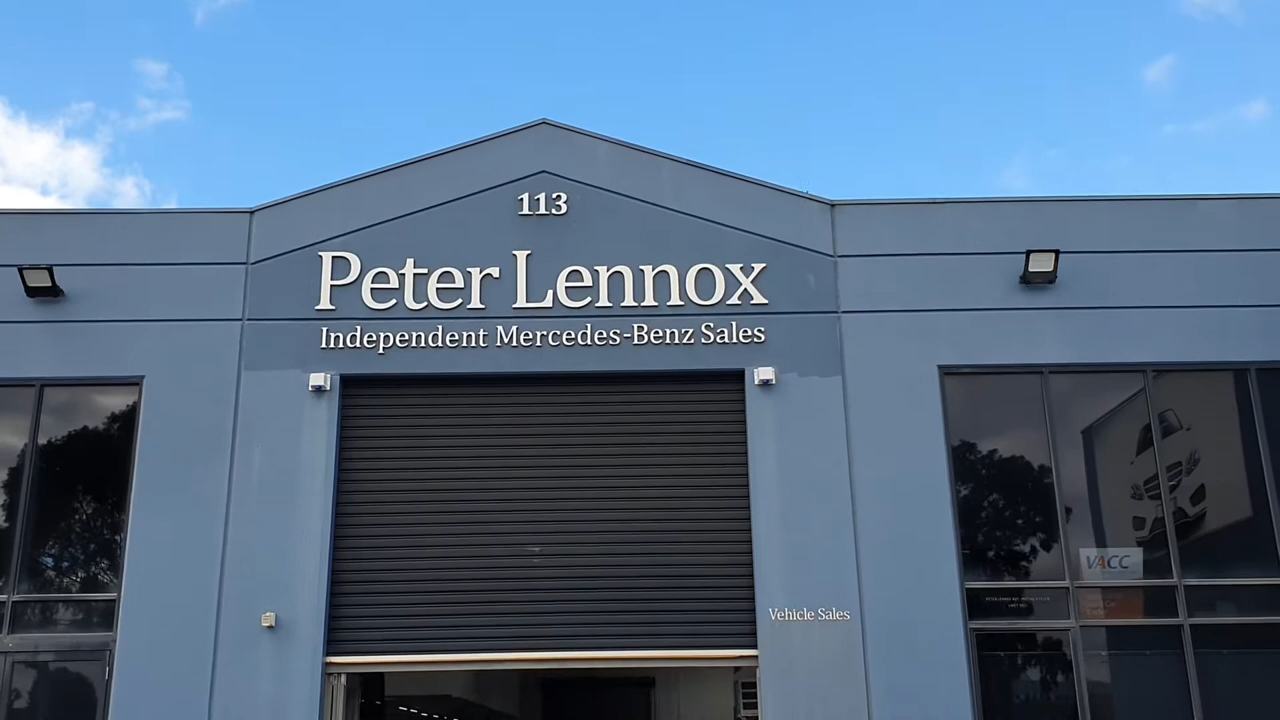 113
Peter Lennox
Independent Mercedes-Benz Sales
VACC
Vehicle Sales